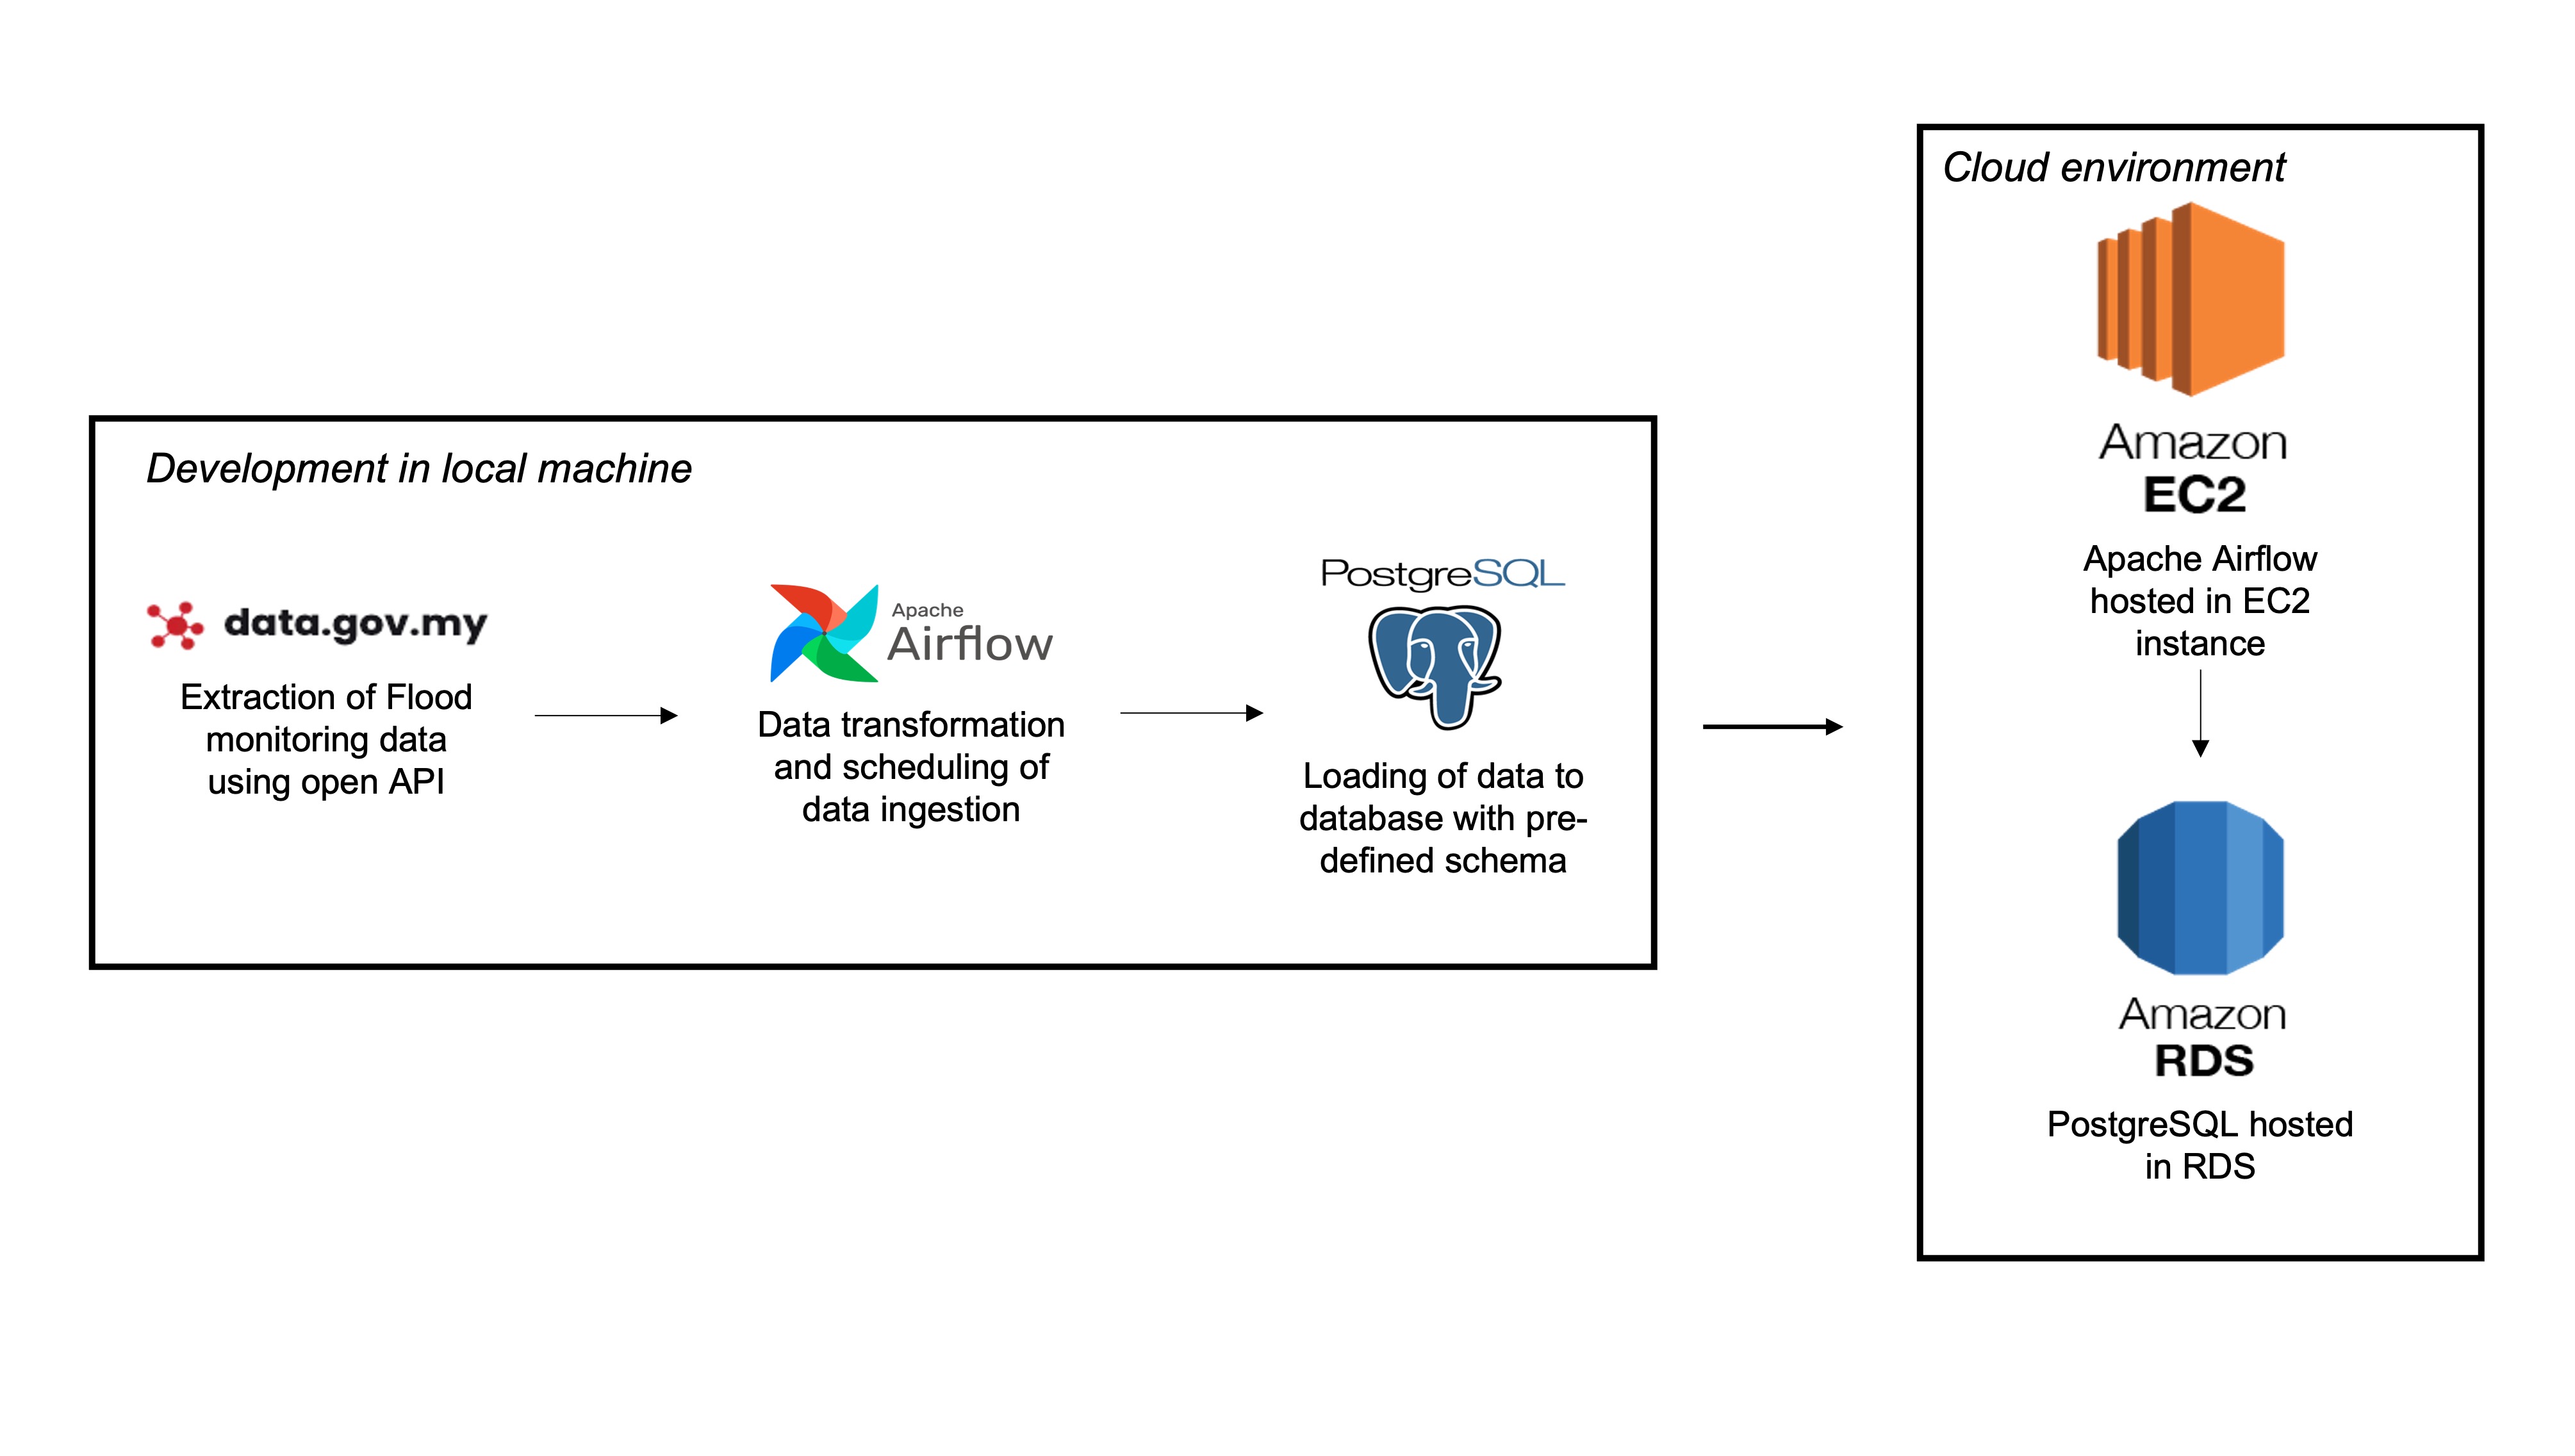 Development in local machine
data.gov.my
Extraction of Flood
monitoring data
using open API
Apache
Airflow
Data transformation
and scheduling of
data ingestion
PostgreSQL
Loading of data to
database with pre-
defined schema
Cloud environment
Amazon
EC2
Apache Airflow
hosted in EC2
instance
Amazon
RDS
PostgreSQL hosted
in RDS